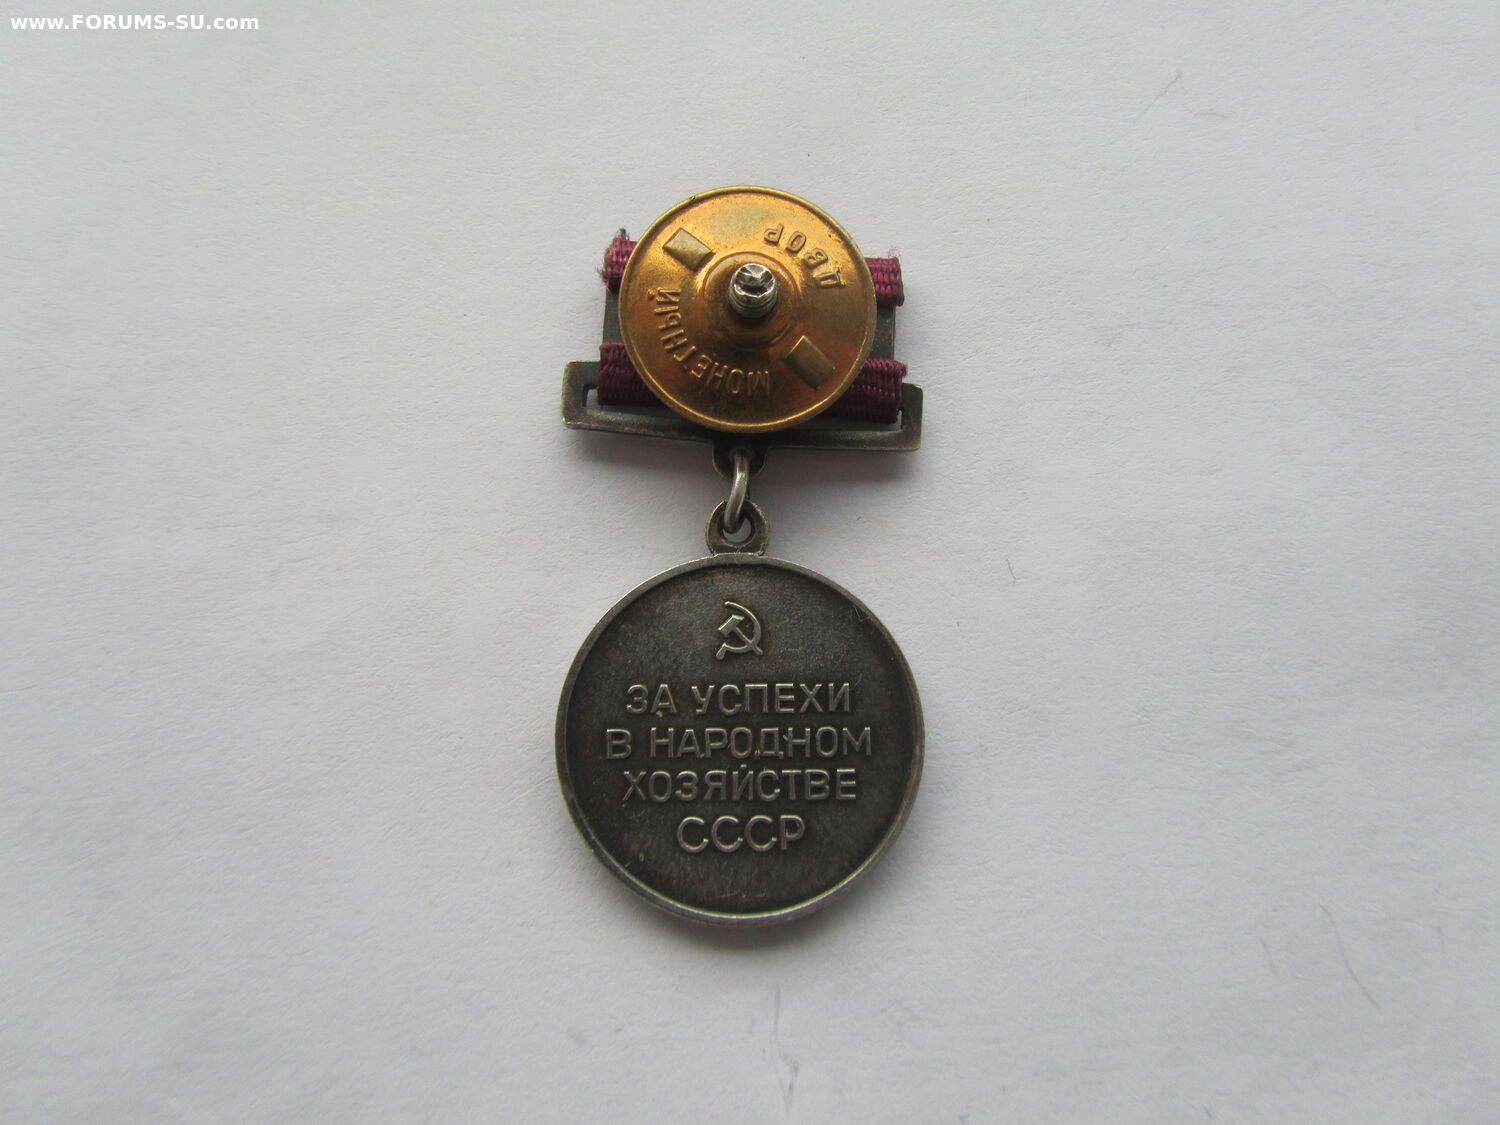 www.FORUMS-SU.com
МОНЕТНЫЙ
ДВОР
ЗА УСПЕХИ
В НАРОДНОМ
ХОЗЯЙСТВЕ
СССР